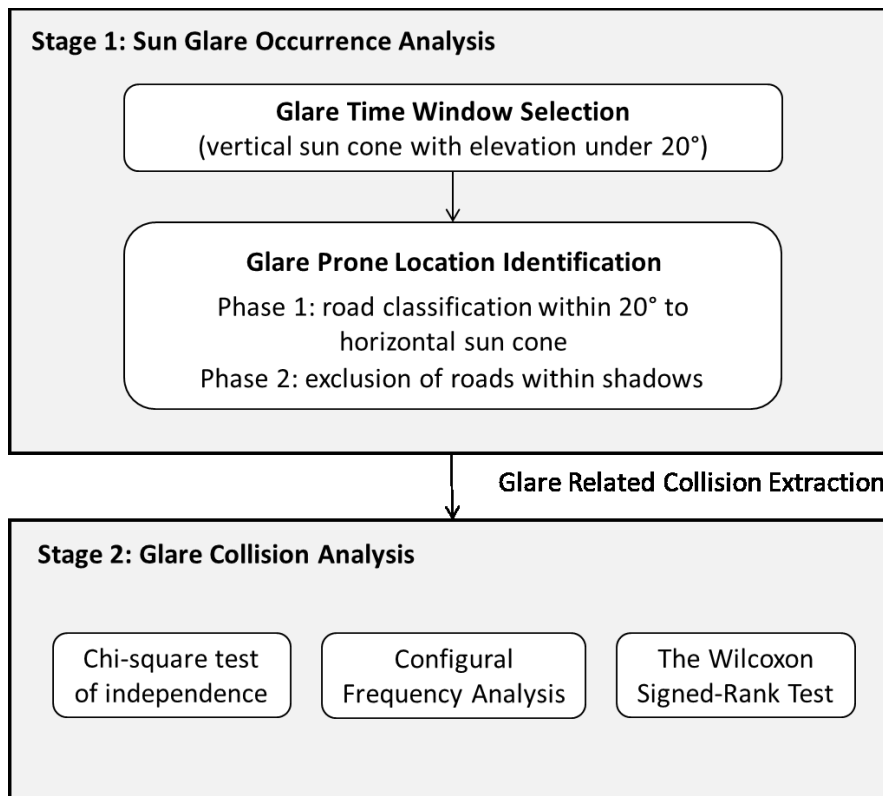 Stage 1: Sun Glare Occurrence Analysis
Glare Time Window Selection
(vertical sun cone with elevation under 20°)
Glare Prone Location Identification
Phase 1: road classification within 20° to
horizontal sun cone
Phase 2: exclusion of roads within shadows
Glare Related Collision Extraction
Stage 2: Glare Collision Analysis
Chi-square test
of independence
Configural
Frequency Analysis
The Wilcoxon
Signed-Rank Test